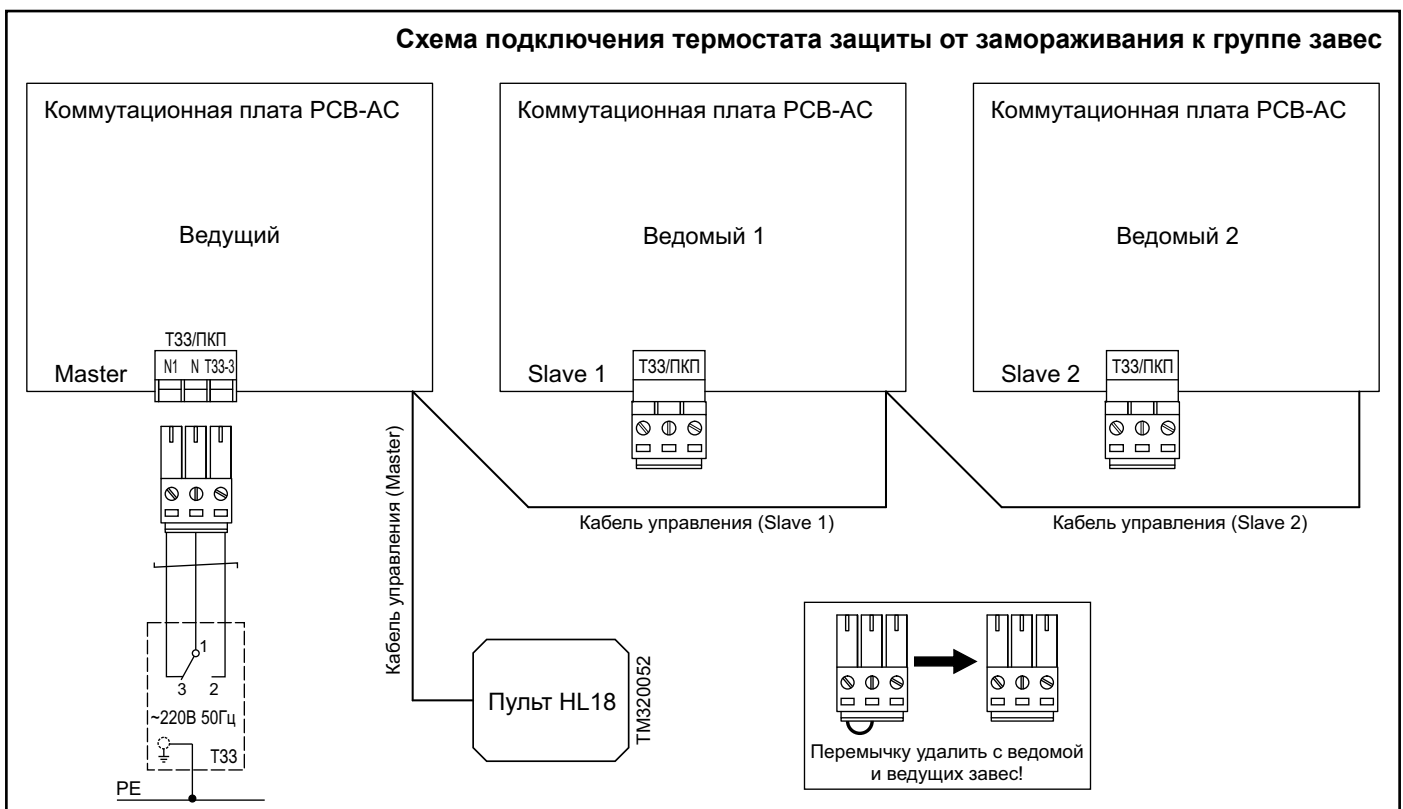 Схема подключения термостата защиты от замораживания к группе завес
Коммутационная плата PCB-AC
Ведущий
ТЗЗ/ПКП
N1 N ТЗЗ-3
Master
Коммутационная плата PCB-AC
Ведомый 1
Slave 1
ТЗЗ/ПКП
Коммутационная плата PCB-AC
Ведомый 2
Slave 2
ТЗЗ/ПКП
Кабель управления (Master)
Кабель управления (Slave 1)
Кабель управления (Slave 2)
1
3 2
~220В 50Гц
ТЗЗ
PE
Пульт HL18
TM320052
Перемычку удалить с ведомой
и ведущих завес!